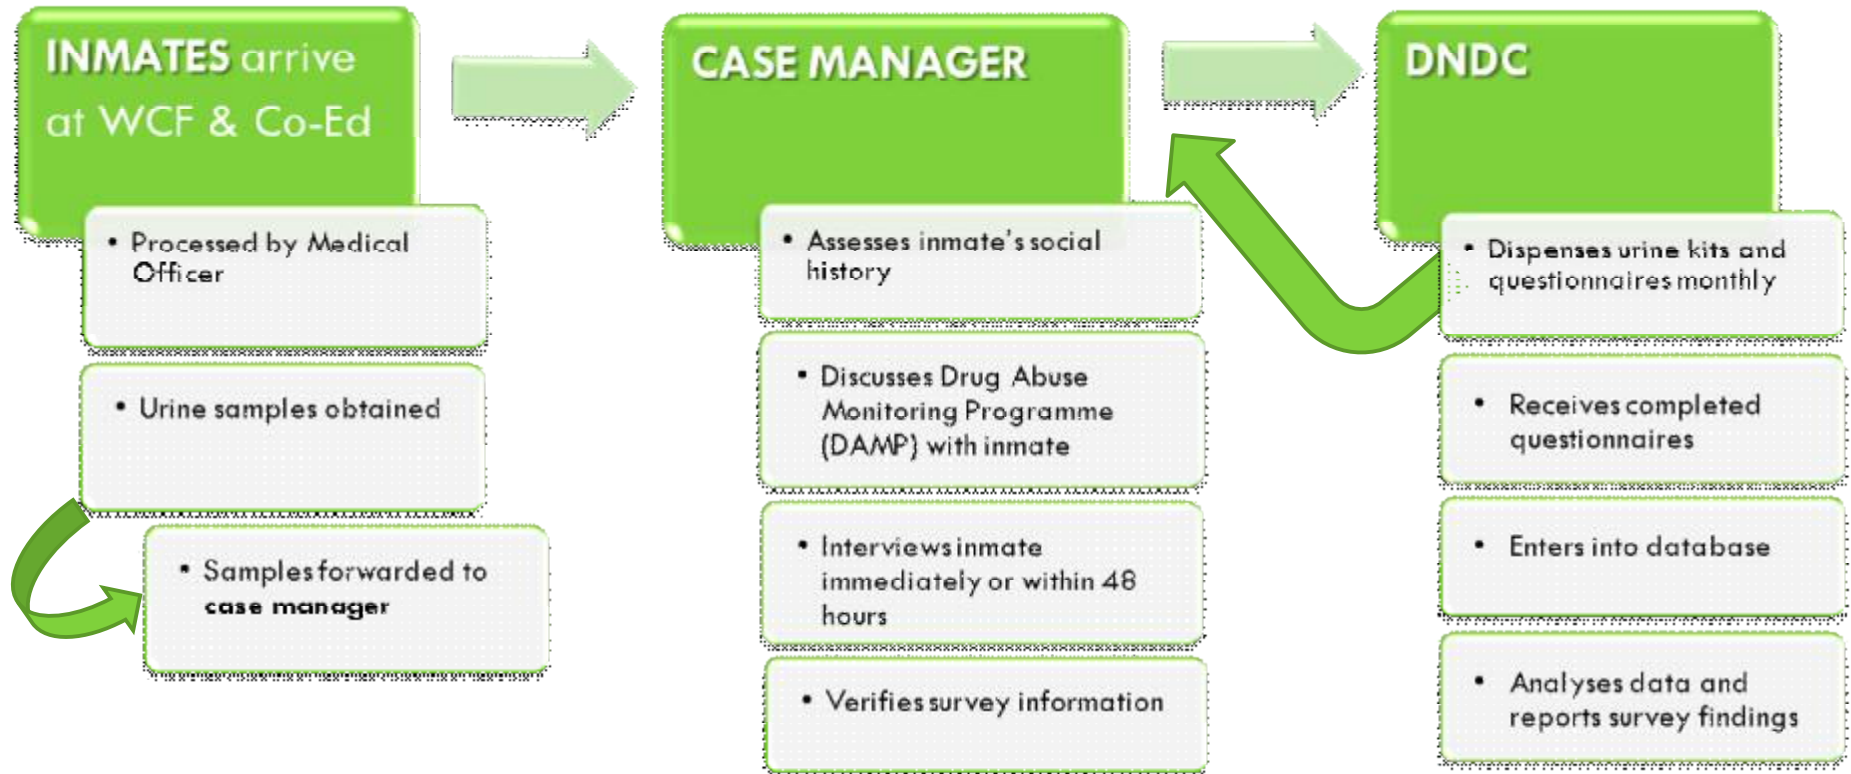 INMATES arrive
at WCF & Co-Ed
• Processed by Medical
Officer
• Urine samples obtained
• Samples forwarded to
case manager
CASE MANAGER
• Assesses inmate's social
history
• Discusses Drug Abuse
Monitoring Programme
(DAMP) with inmate
• Interviews inmate
immediately or within 48
hours
• Verifies survey information
DNDC
• Dispenses urine kits and
questionnaires monthly
• Receives completed
questionnaires
• Enters into database
• Analyses data and
reports survey findings